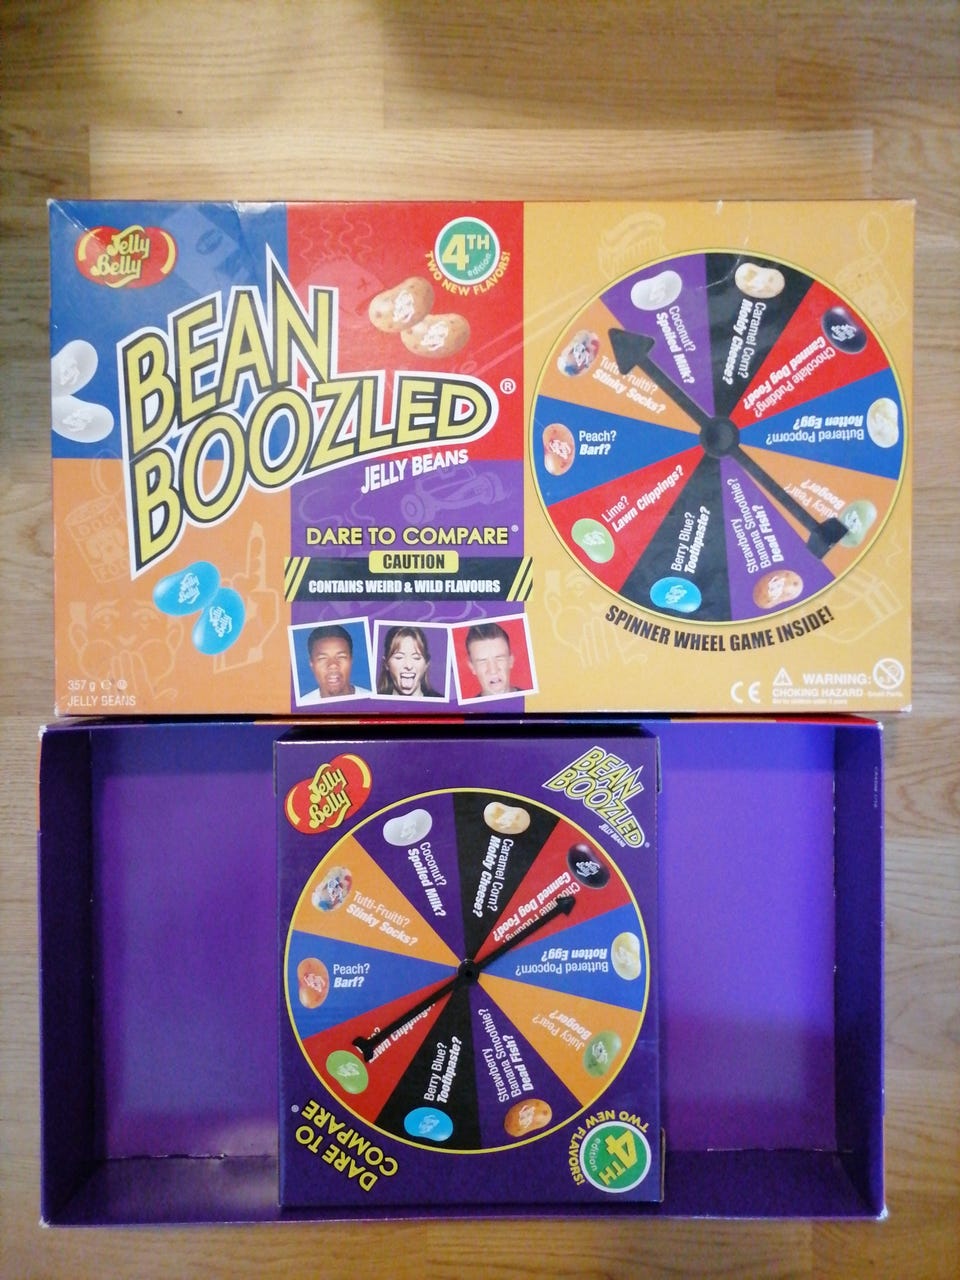 Jelly
Belly
BEAN
BOOZLED®
JELLY BEANS
4TH
edition
TWO NEW FLAVORS!
DARE TO COMPARE®
CAUTION
CONTAINS WEIRD & WILD FLAVOURS
357 g ℮
JELLY BEANS
Coconut?
Spoiled Milk?
Caramel Corn?
Moldy Cheese?
Chocolate Pudding?
Canned Dog Food?
Buttered Popcorn?
Rotten Egg?
Juicy Pear?
Booger?
Strawberry
Banana Smoothie?
Dead Fish?
Berry Blue?
Toothpaste?
Lime?
Lawn Clippings?
Peach?
Barf?
Stinky Socks?
SPINNER WHEEL GAME INSIDE!
CE
WARNING:
CHOKING HAZARD - Small Parts.
Jelly
Belly
BEAN
BOOZLED
JELLY BEANS
Coconut?
Spoiled Milk?
Caramel Corn?
Moldy Cheese?
Canned Dog Food?
Buttered Popcorn?
Rotten Egg?
Juicy Pear?
Booger?
Strawberry
Banana Smoothie?
Dead Fish?
Berry Blue?
Toothpaste?
Peach?
Barf?
Tutti-Fruitti?
Stinky Socks?
DARE TO
COMPARE®
4TH
edition
TWO NEW FLAVORS!